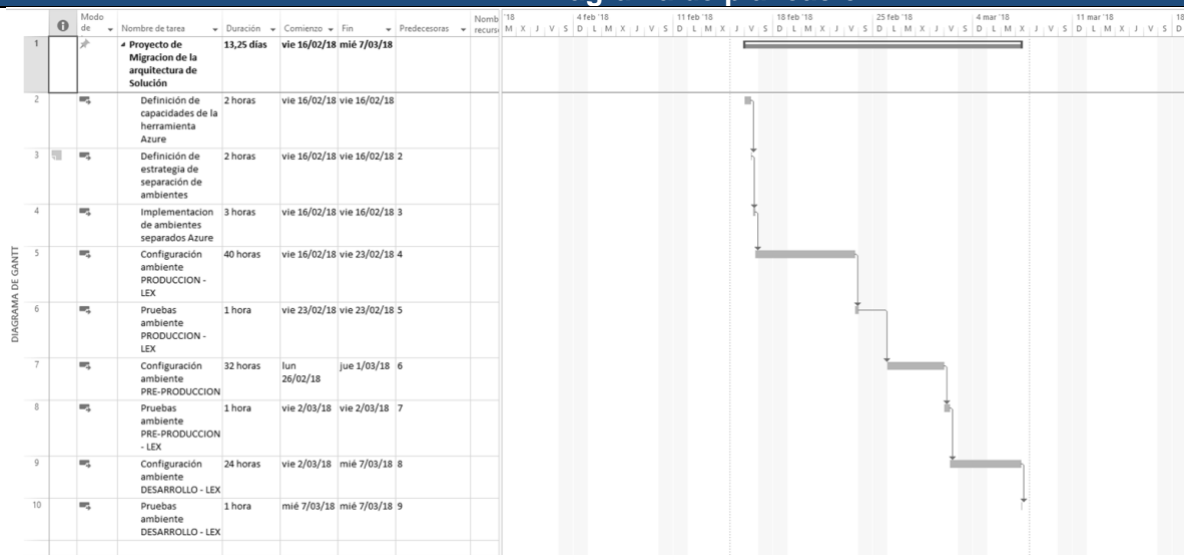 Modo de
Nombre de tarea
Duración
Comienzo
Fin
Predecesoras
Nomb recurs
'18
4 feb '18
11 feb '18
18 feb '18
25 feb '18
4 mar '18
11 mar '18
18
M X J V S D L M X J V S D L M X J V S D L M X J V S D L M X J V S D L M X J V S D L M X J V S D
DIAGRAMA DE GANTT
1
Proyecto de
Migracion de la
arquitectura de
Solución
13,25 días
vie 16/02/18
mié 7/03/18
2
Definición de
capacidades de la
herramienta
Azure
2 horas
vie 16/02/18
vie 16/02/18
3
Definición de
estrategia de
separación de
ambientes
2 horas
vie 16/02/18
vie 16/02/18
2
4
Implementacion
de ambientes
separados Azure
3 horas
vie 16/02/18
vie 16/02/18
3
5
Configuración
ambiente
PRODUCCION -
LEX
40 horas
vie 16/02/18
vie 23/02/18
4
6
Pruebas
ambiente
PRODUCCION -
LEX
1 hora
vie 23/02/18
vie 23/02/18
5
7
Configuración
ambiente
PRE-PRODUCCION
32 horas
lun
26/02/18
jue 1/03/18
6
8
Pruebas
ambiente
PRE-PRODUCCION
- LEX
1 hora
vie 2/03/18
vie 2/03/18
7
9
Configuración
ambiente
DESARROLLO - LEX
24 horas
vie 2/03/18
mié 7/03/18
8
10
Pruebas
ambiente
DESARROLLO - LEX
1 hora
mié 7/03/18
mié 7/03/18
9